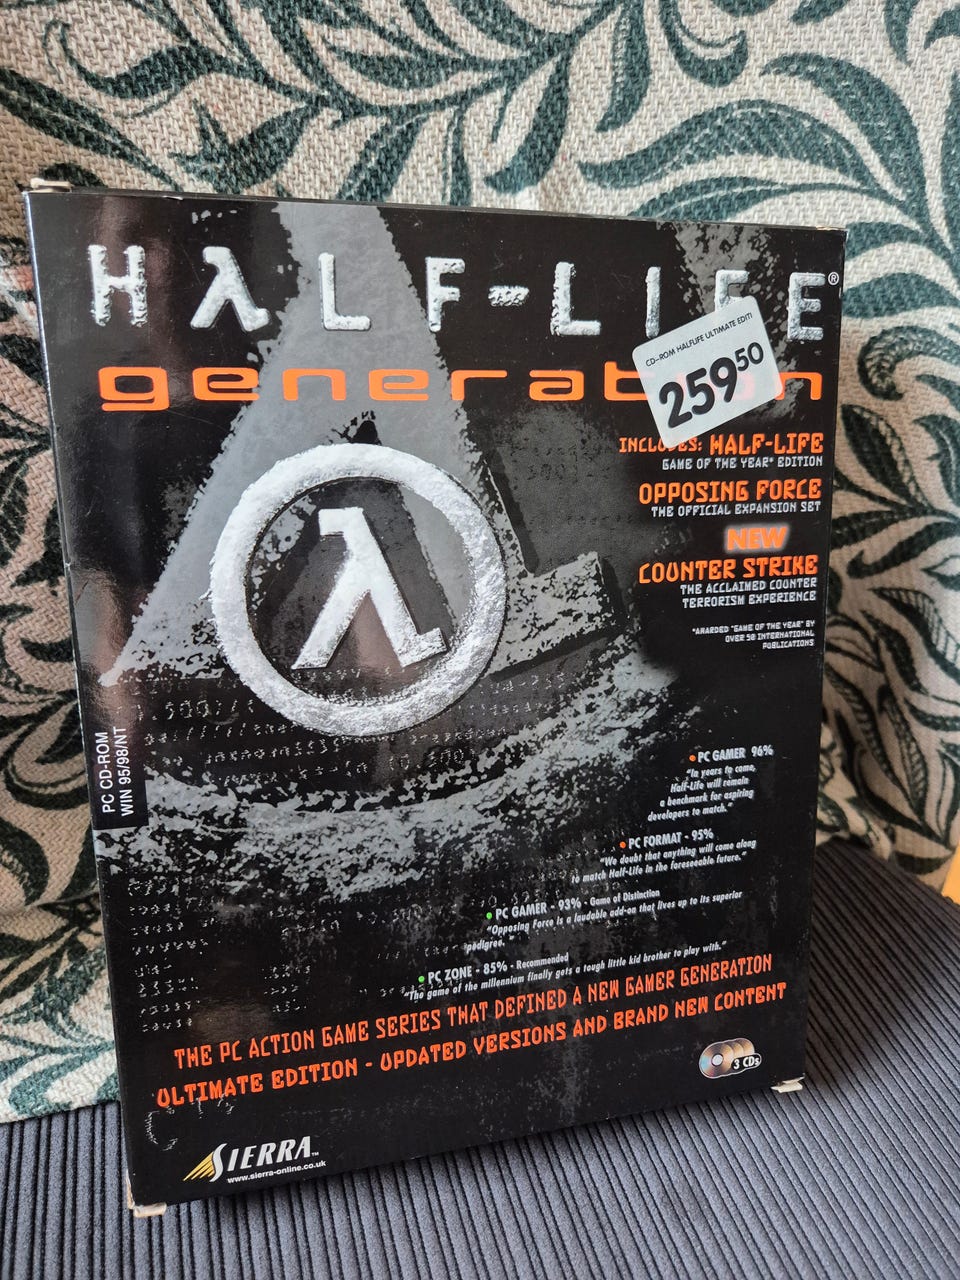 HALF-LIFE®
generation
CD-ROM HALFLIFE ULTIMATE EDITI
25950
INCLUDES: HALF-LIFE
GAME OF THE YEAR* EDITION
OPPOSING FORCE
THE OFFICIAL EXPANSION SET
NEW
COUNTER STRIKE
THE ACCLAIMED COUNTER
TERRORISM EXPERIENCE
*AWARDED "GAME OF THE YEAR" BY
OVER 50 INTERNATIONAL
PUBLICATIONS
PC CD-ROM
WIN 95/98/NT
PC GAMER 96%
"In years to come,
Half-Life will remain
a benchmark for aspiring
developers to match."
PC FORMAT - 95%
"We doubt that anything will come along
to match Half-Life in the foreseeable future."
PC GAMER - 93% - Game of Distinction
"Opposing Force is a laudable add-on that lives up to its superior
pedigree."
PC ZONE - 85% - Recommended
"The game of the millennium finally gets a tough little kid brother to play with."
THE PC ACTION GAME SERIES THAT DEFINED A NEW GAMER GENERATION
ULTIMATE EDITION - UPDATED VERSIONS AND BRAND NEW CONTENT
3 CDs
SIERRA™
www.sierra-online.co.uk